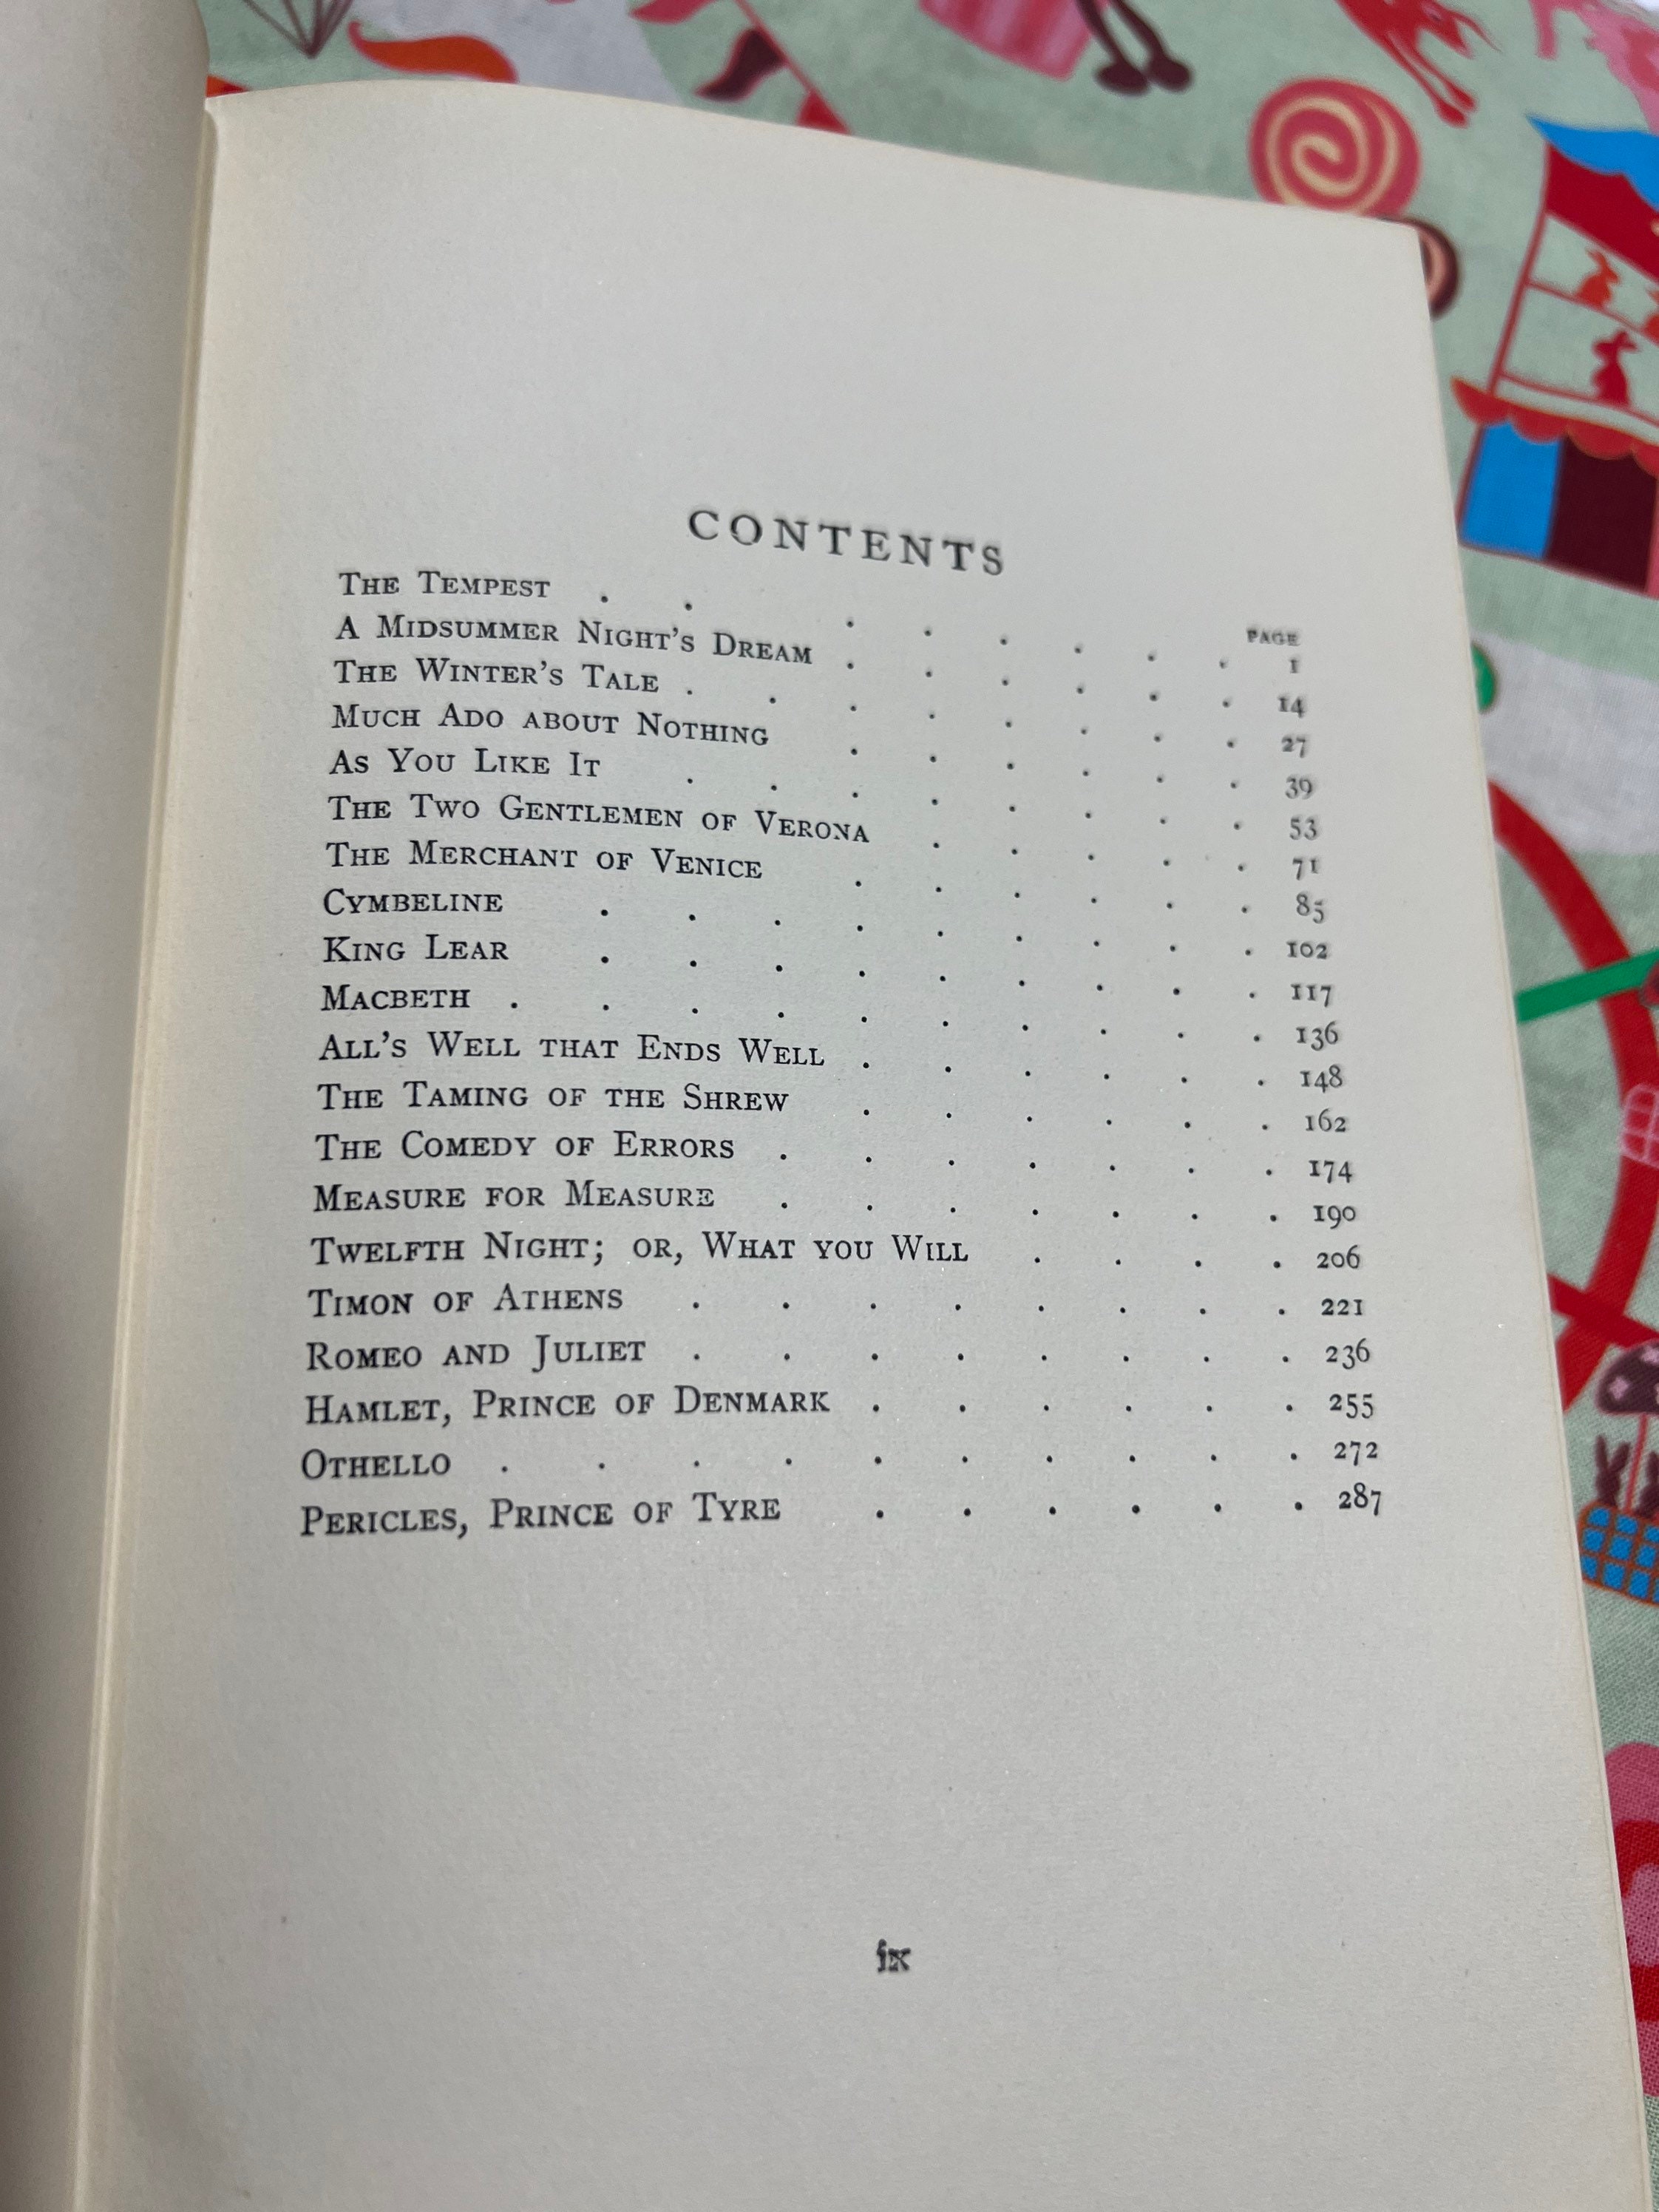 CONTENTS
PAGE
THE TEMPEST . . . . . . . . 1
A MIDSUMMER NIGHT'S DREAM . . . . . . 14
THE WINTER'S TALE . . . . . . . . 27
MUCH ADO ABOUT NOTHING . . . . . . 39
AS YOU LIKE IT . . . . . . . . 53
THE TWO GENTLEMEN OF VERONA . . . . . 71
THE MERCHANT OF VENICE . . . . . . 85
CYMBELINE . . . . . . . . . 102
KING LEAR . . . . . . . . . 117
MACBETH . . . . . . . . . . 136
ALL'S WELL THAT ENDS WELL . . . . . . 148
THE TAMING OF THE SHREW . . . . . . 162
THE COMEDY OF ERRORS . . . . . . . 174
MEASURE FOR MEASURE . . . . . . . 190
TWELFTH NIGHT; OR, WHAT YOU WILL . . . . 206
TIMON OF ATHENS . . . . . . . . 221
ROMEO AND JULIET . . . . . . . . 236
HAMLET, PRINCE OF DENMARK . . . . . . 255
OTHELLO . . . . . . . . . . 272
PERICLES, PRINCE OF TYRE . . . . . . 287
ix